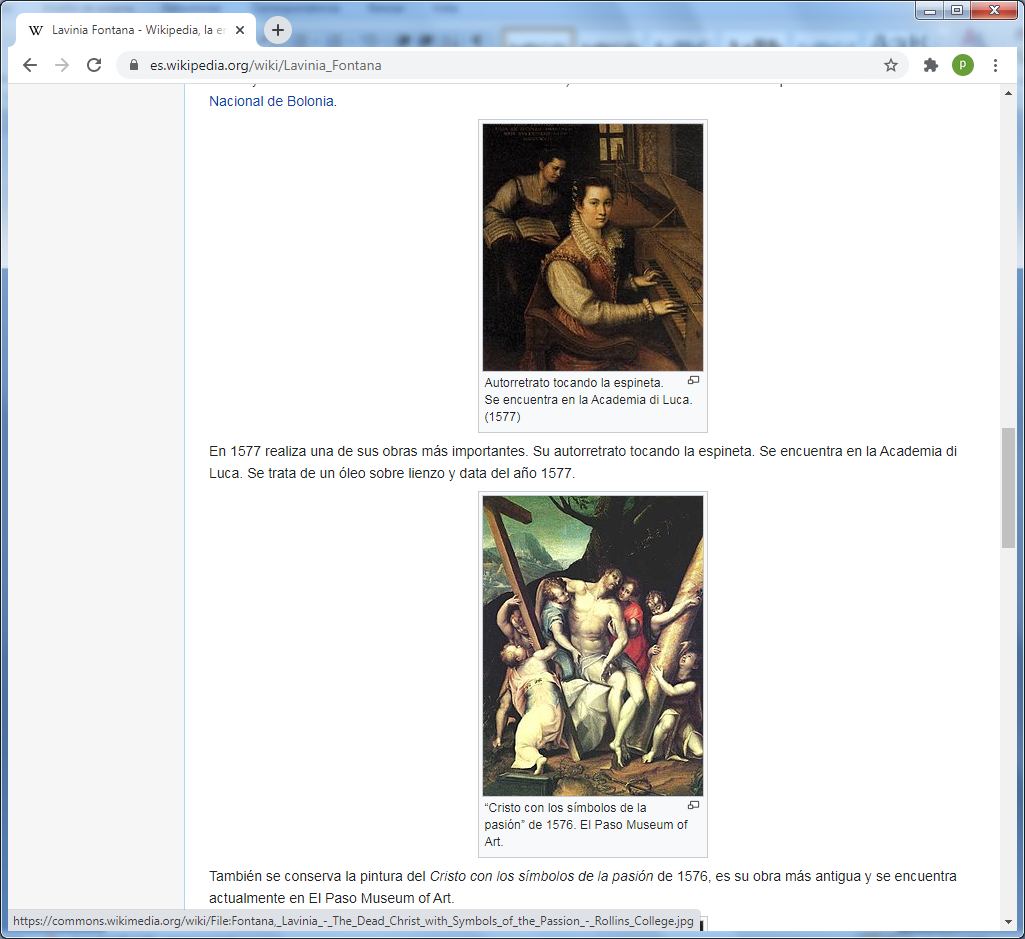 Lavinia Fontana - Wikipedia, la e
es.wikipedia.org/wiki/Lavinia_Fontana
P
Nacional de Bolonia.
Autorretrato tocando la espineta.
Se encuentra en la Academia di Luca.
(1577)
En 1577 realiza una de sus obras más importantes. Su autorretrato tocando la espineta. Se encuentra en la Academia di
Luca. Se trata de un óleo sobre lienzo y data del año 1577.
“Cristo con los símbolos de la
pasión” de 1576. El Paso Museum of
Art.
También se conserva la pintura del Cristo con los símbolos de la pasión de 1576, es su obra más antigua y se encuentra
actualmente en El Paso Museum of Art.
https://commons.wikimedia.org/wiki/File:Fontana,_Lavinia_-_The_Dead_Christ_with_Symbols_of_the_Passion_-_Rollins_College.jpg